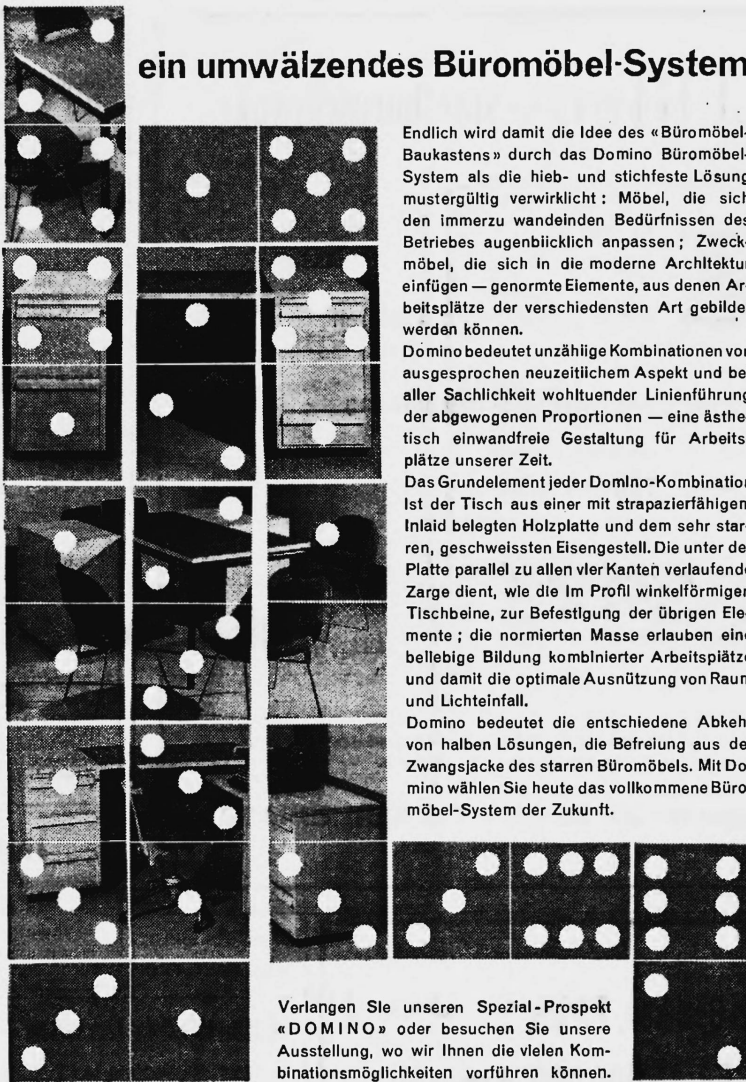 ein umwälzendes Büromöbel-System
Endlich wird damit die Idee des «Büromöbel-
Baukastens» durch das Domino Büromöbel-
System als die hieb- und stichfeste Lösung
mustergültig verwirklicht : Möbel, die sich
den immerzu wandelnden Bedürfnissen des
Betriebes augenblicklich anpassen ; Zweck-
möbel, die sich in die moderne Architektu
einfügen — genormte Elemente, aus denen Ar-
beitsplätze der verschiedensten Art gebilde
werden können.
Domino bedeutet unzählige Kombinationen vo
ausgesprochen neuzeitlichem Aspekt und be
aller Sachlichkeit wohltuender Linienführung
der abgewogenen Proportionen — eine ästhe-
tisch einwandfreie Gestaltung für Arbeits
plätze unserer Zeit.
Das Grundelement jeder Domino-Kombination
ist der Tisch aus einer mit strapazierfähigen
Inlaid belegten Holzplatte und dem sehr star-
ren, geschweissten Eisengestell. Die unter de
Platte parallel zu allen vier Kanten verlaufende
Zarge dient, wie die im Profil winkelförmigen
Tischbeine, zur Befestigung der übrigen Ele-
mente ; die normierten Masse erlauben eine
beliebige Bildung kombinierter Arbeitsplätze
und damit die optimale Ausnützung von Raum
und Lichteinfall.
Domino bedeutet die entschiedene Abkeh
von halben Lösungen, die Befreiung aus de
Zwangsjacke des starren Büromöbels. Mit Do
mino wählen Sie heute das vollkommene Büro
möbel-System der Zukunft.
Verlangen Sie unseren Spezial-Prospekt
«DOMINO» oder besuchen Sie unsere
Ausstellung, wo wir Ihnen die vielen Kom-
binationsmöglichkeiten vorführen können.